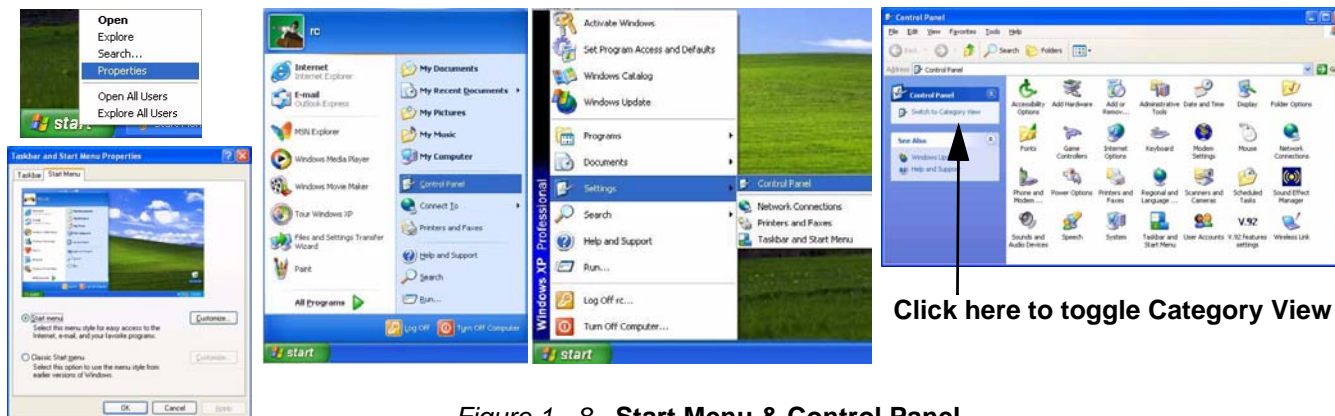 Open
Explore
Search...
Properties
Open All Users
Explore All Users
start
Taskbar and Start Menu Properties
Taskbar
Start Menu
Start menu
Select this menu style for easy access to the
Internet, e-mail, and your favorite programs.
Customize...
Classic Start menu
Select this option to use the menu style from
earlier versions of Windows.
Customize...
OK
Cancel
Apply
rc
Internet
Internet Explorer
E-mail
Outlook Express
MSN Explorer
Windows Media Player
Windows Movie Maker
Tour Windows XP
Files and Settings Transfer
Wizard
Paint
All Programs
My Documents
My Recent Documents
My Pictures
My Music
My Computer
Control Panel
Connect To
Printers and Faxes
Help and Support
Search
Run...
Log Off
Turn Off Computer
start
Windows XP Professional
Activate Windows
Set Program Access and Defaults
Windows Catalog
Windows Update
Programs
Documents
Settings
Search
Help and Support
Run...
Log Off rc...
Turn Off Computer...
Control Panel
Network Connections
Printers and Faxes
Taskbar and Start Menu
start
Control Panel
File Edit View Favorites Tools Help
Back
Search
Folders
Address
Control Panel
Go
Control Panel
Switch to Category View
See Also
Windows Update
Help and Support
Accessibility Options
Add Hardware
Add or Remov...
Administrative Tools
Date and Time
Display
Folder Options
Fonts
Game Controllers
Internet Options
Keyboard
Modem Settings
Mouse
Network Connections
Phone and Modem ...
Power Options
Printers and Faxes
Regional and Language ...
Scanners and Cameras
Scheduled Tasks
Sound Effect Manager
Sounds and Audio Devices
Speech
System
Taskbar and Start Menu
User Accounts
V.92
V.92 Features settings
Wireless Link
Click here to toggle Category View
Figure 1 - 8 Start Menu & Control Panel